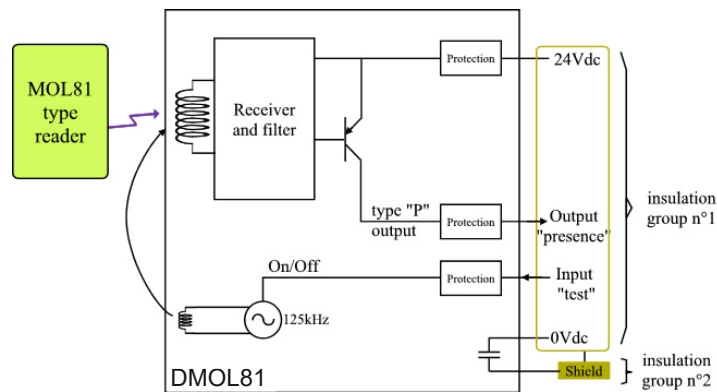 MOL81
type
reader
Receiver
and filter
Protection
24Vdc
type "P"
output
Protection
Output
"presence"
insulation
group n°1
On/Off
Protection
Input
"test"
125kHz
0Vdc
DMOL81
Shield
insulation
group n°2